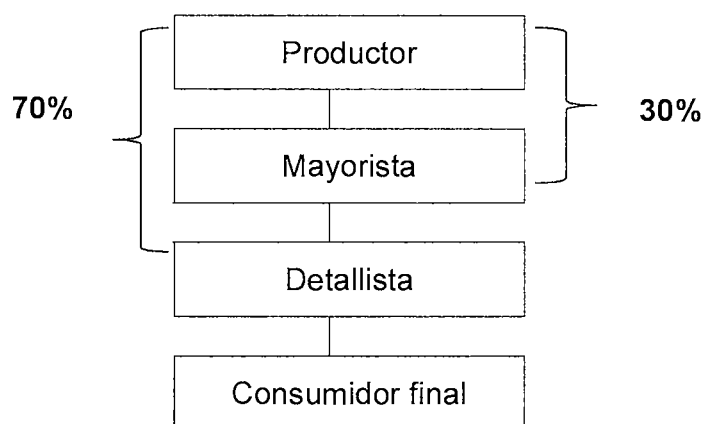 Productor
70%
30%
Mayorista
Detallista
Consumidor final